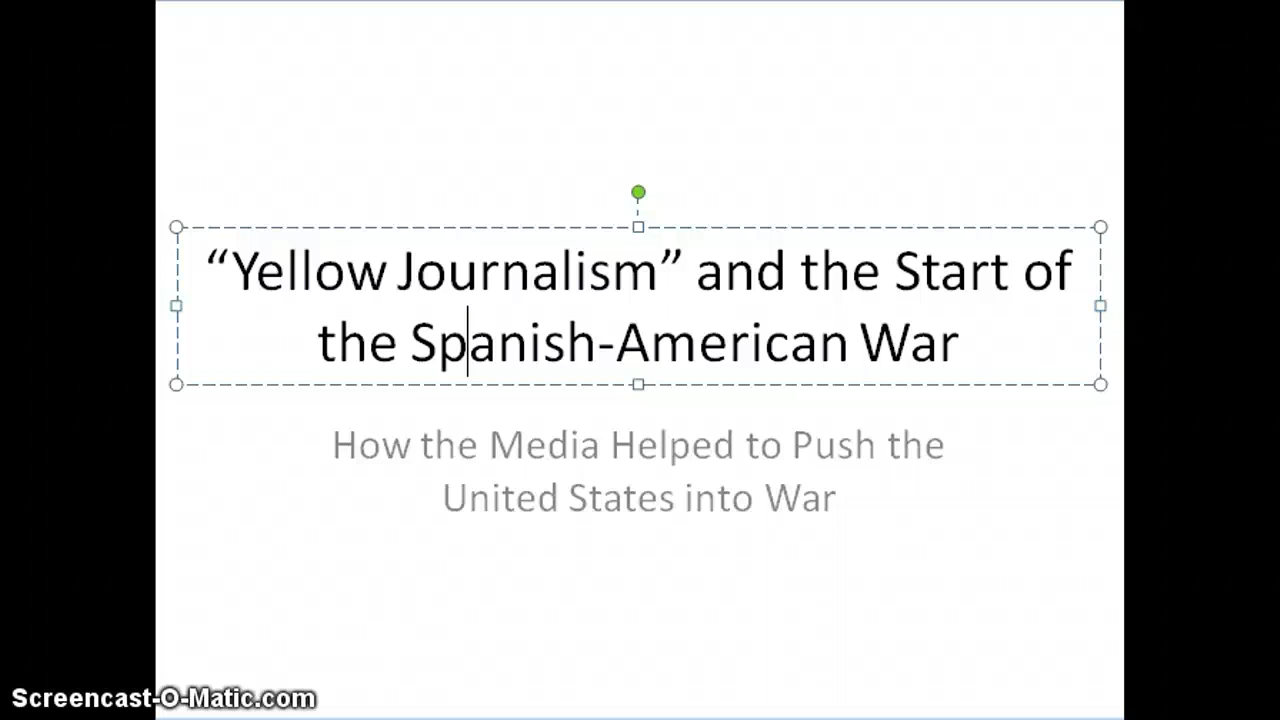 “Yellow Journalism” and the Start of
the Spanish-American War
How the Media Helped to Push the
United States into War
Screencast-O-Matic.com